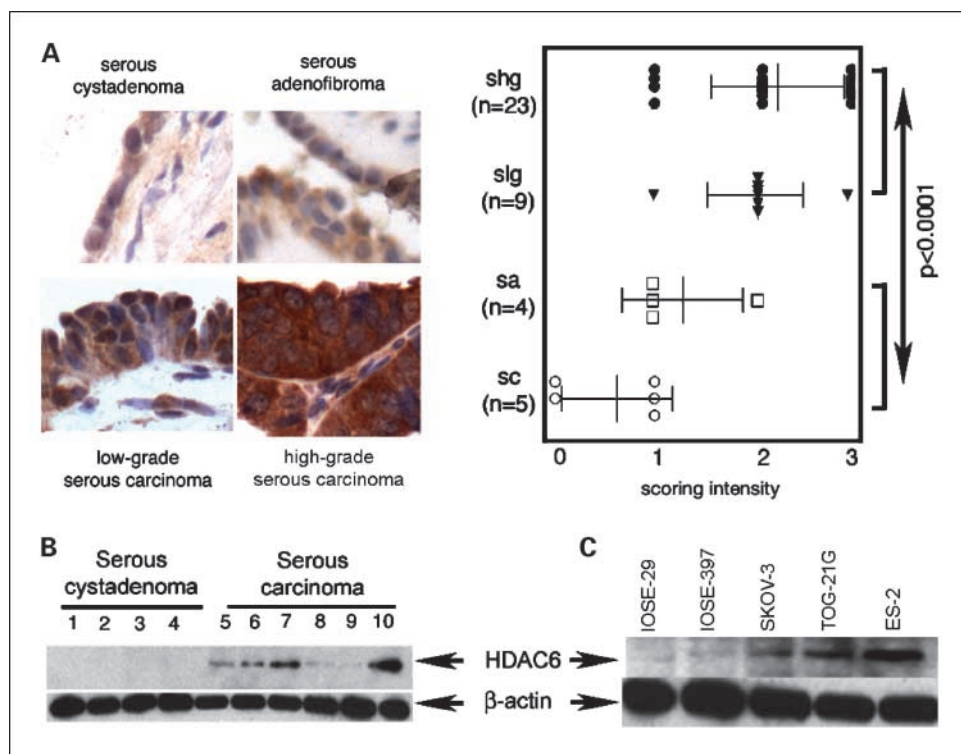 A
serous
cystadenoma
serous
adenofibroma
low-grade
serous carcinoma
high-grade
serous carcinoma
shg
(n=23)
slg
(n=9)
sa
(n=4)
sc
(n=5)
0 1 2 3
scoring intensity
p<0.0001
B
Serous
cystadenoma
Serous
carcinoma
1 2 3 4 5 6 7 8 9 10
HDAC6
β-actin
C
IOSE-29
IOSE-397
SKOV-3
TOG-21G
ES-2